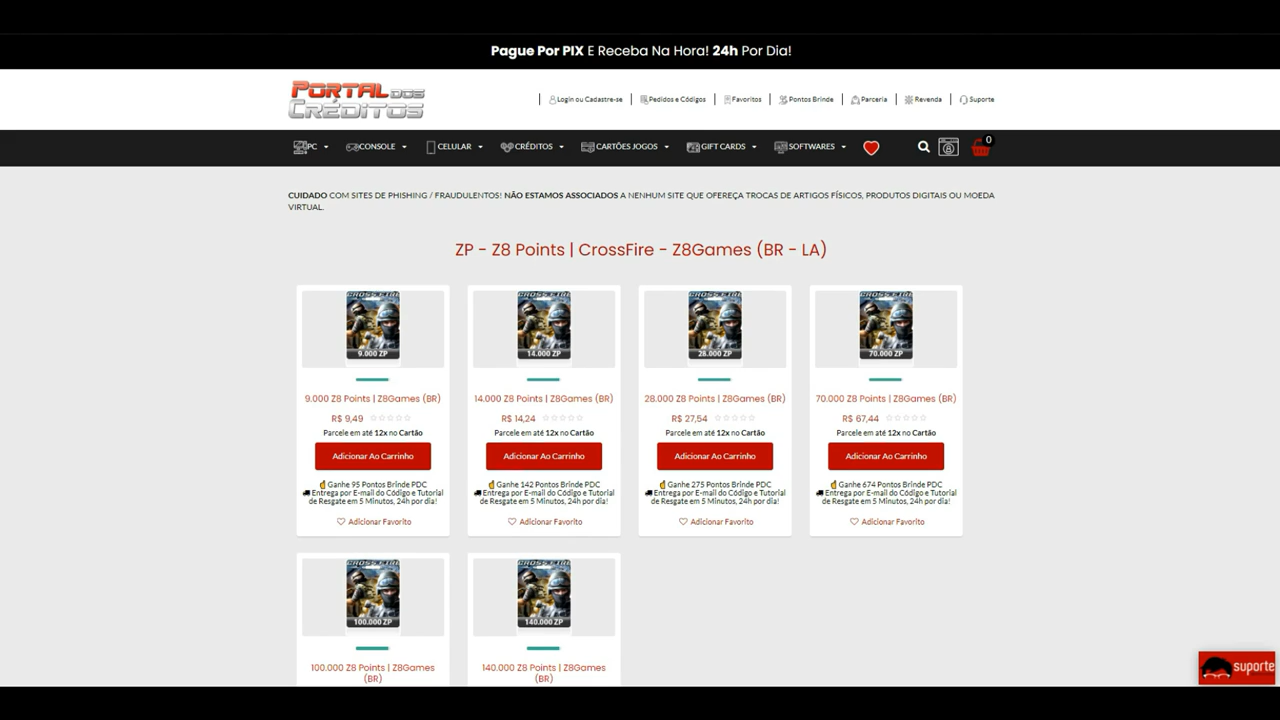 Pague Por PIX E Receba Na Hora! 24h Por Dia!
PORTAL DOS
CRÉDITOS
Login ou Cadastre-se
Pedidos e Códigos
Favoritos
Pontos Brinde
Parceria
Revenda
Suporte
PC
CONSOLE
CELULAR
CRÉDITOS
CARTÕES JOGOS
GIFT CARDS
SOFTWARES
0
CUIDADO COM SITES DE PHISHING / FRAUDULENTOS! NÃO ESTAMOS ASSOCIADOS A NENHUM SITE QUE OFEREÇA TROCAS DE ARTIGOS FÍSICOS, PRODUTOS DIGITAIS OU MOEDA
VIRTUAL.
ZP - Z8 Points | CrossFire - Z8Games (BR - LA)
CROSS FIRE
9.000 ZP
9.000 Z8 Points | Z8Games (BR)
R$ 9,49
Parcele em até 12x no Cartão
Adicionar Ao Carrinho
Ganhe 95 Pontos Brinde PDC
Entrega por E-mail do Código e Tutorial
de Resgate em 5 Minutos, 24h por dia!
Adicionar Favorito
CROSS FIRE
14.000 ZP
14.000 Z8 Points | Z8Games (BR)
R$ 14,24
Parcele em até 12x no Cartão
Adicionar Ao Carrinho
Ganhe 142 Pontos Brinde PDC
Entrega por E-mail do Código e Tutorial
de Resgate em 5 Minutos, 24h por dia!
Adicionar Favorito
CROSS FIRE
28.000 ZP
28.000 Z8 Points | Z8Games (BR)
R$ 27,54
Parcele em até 12x no Cartão
Adicionar Ao Carrinho
Ganhe 275 Pontos Brinde PDC
Entrega por E-mail do Código e Tutorial
de Resgate em 5 Minutos, 24h por dia!
Adicionar Favorito
CROSS FIRE
70.000 ZP
70.000 Z8 Points | Z8Games (BR)
R$ 67,44
Parcele em até 12x no Cartão
Adicionar Ao Carrinho
Ganhe 674 Pontos Brinde PDC
Entrega por E-mail do Código e Tutorial
de Resgate em 5 Minutos, 24h por dia!
Adicionar Favorito
CROSS FIRE
100.000 ZP
100.000 Z8 Points | Z8Games
(BR)
CROSS FIRE
140.000 ZP
140.000 Z8 Points | Z8Games
(BR)
suporte